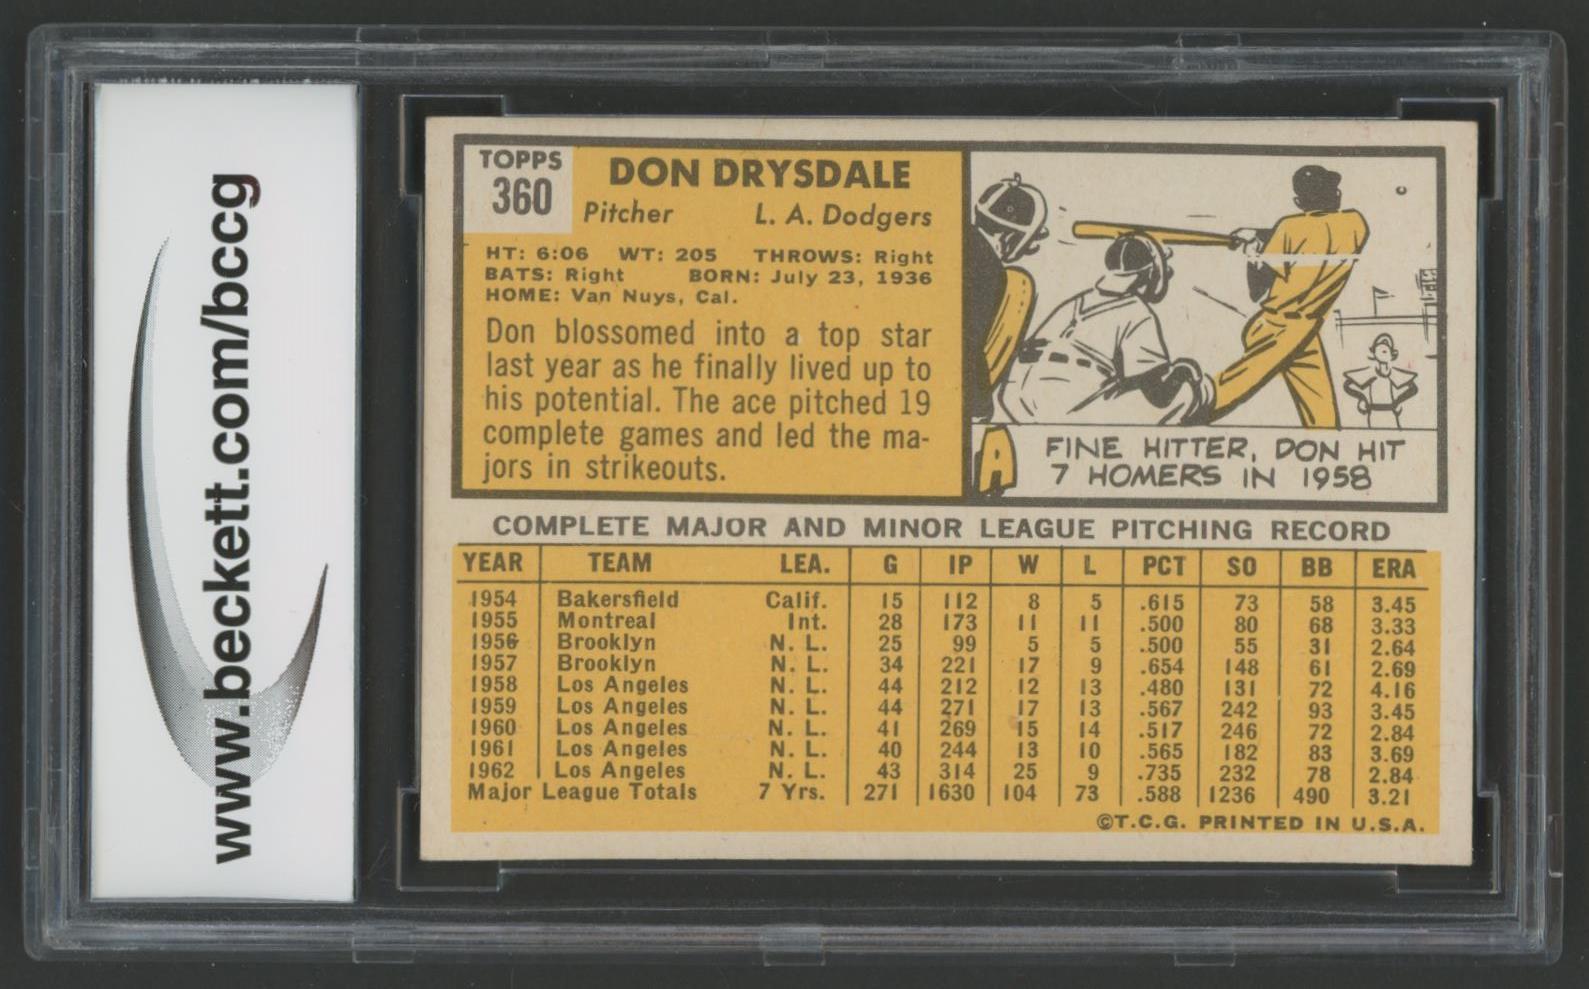 www.beckett.com/bccg
TOPPS
360
DON DRYSDALE
Pitcher L. A. Dodgers
HT: 6:06 WT: 205 THROWS: Right
BATS: Right BORN: July 23, 1936
HOME: Van Nuys, Cal.
Don blossomed into a top star
last year as he finally lived up to
his potential. The ace pitched 19
complete games and led the ma-
jors in strikeouts.
A
FINE HITTER, DON HIT
7 HOMERS IN 1958
COMPLETE MAJOR AND MINOR LEAGUE PITCHING RECORD
YEAR TEAM LEA. G IP W L PCT SO BB ERA
1954 Bakersfield Calif. 15 112 8 5 .615 73 58 3.45
1955 Montreal Int. 28 173 11 11 .500 80 68 3.33
1956 Brooklyn N. L. 25 99 5 5 .500 55 31 2.64
1957 Brooklyn N. L. 34 221 17 9 .654 148 61 2.69
1958 Los Angeles N. L. 44 212 12 13 .480 131 72 4.16
1959 Los Angeles N. L. 44 271 17 13 .567 242 93 3.45
1960 Los Angeles N. L. 41 269 15 14 .517 246 72 2.84
1961 Los Angeles N. L. 40 244 13 10 .565 182 83 3.69
1962 Los Angeles N. L. 43 314 25 9 .735 232 78 2.84
Major League Totals 7 Yrs. 271 1630 104 73 .588 1236 490 3.21
©T.C.G. PRINTED IN U.S.A.